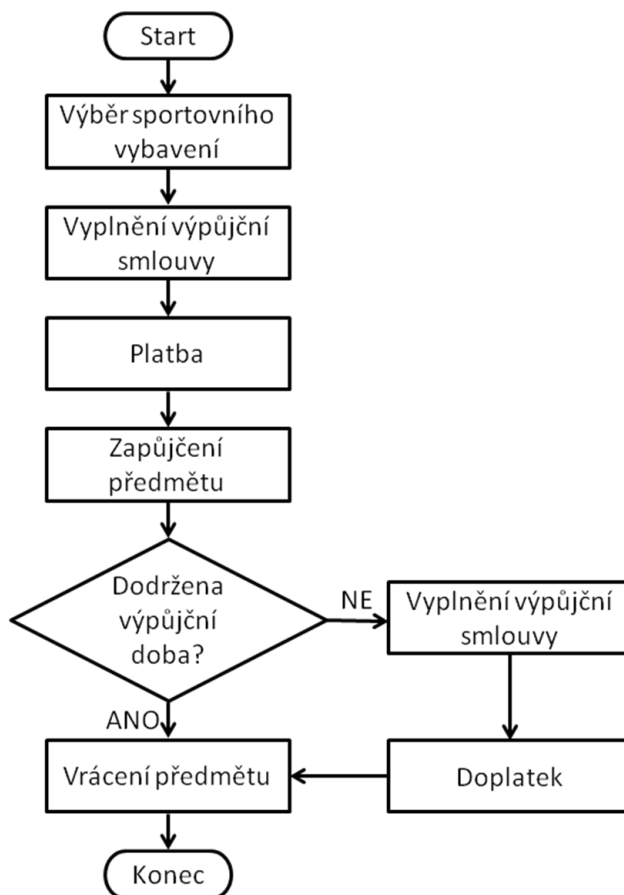 Start
Výběr sportovního
vybavení
Vyplnění výpůjční
smlouvy
Platba
Zapůjčení
předmětu
Dodržena
výpůjční
doba?
NE
Vyplnění výpůjční
smlouvy
ANO
Vrácení předmětu
Doplatek
Konec